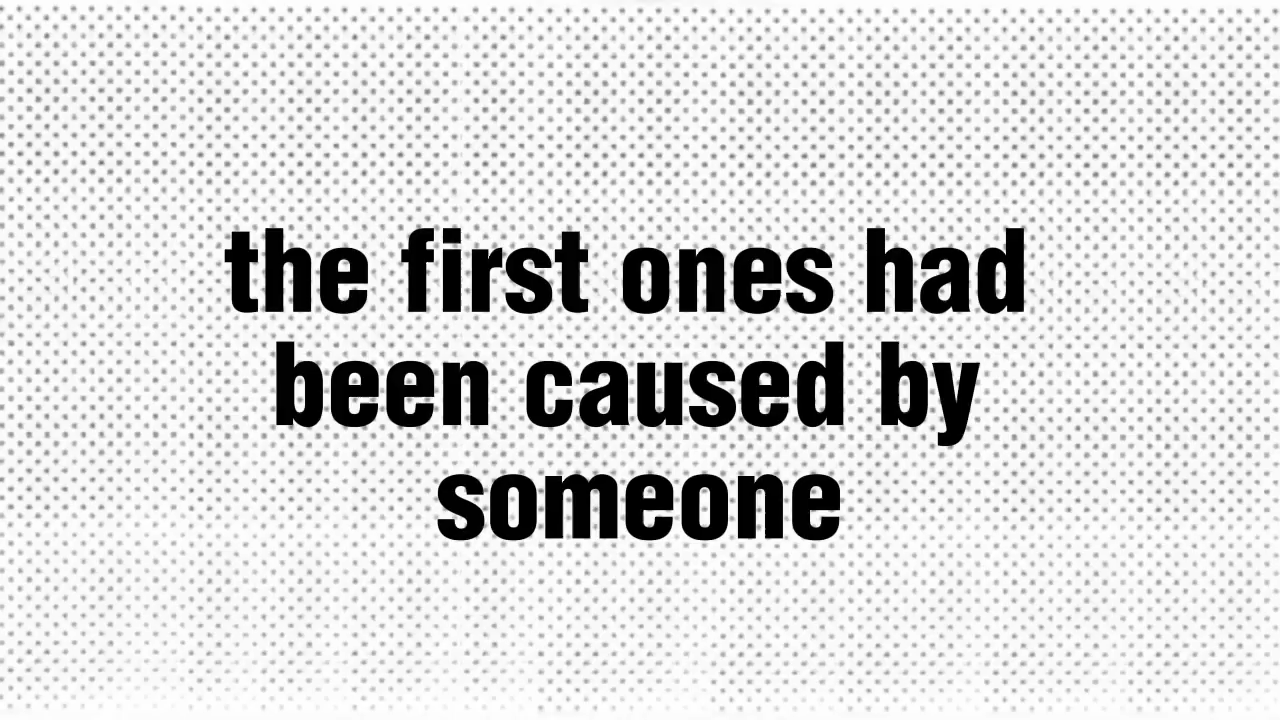 the first ones had
been caused by
someone